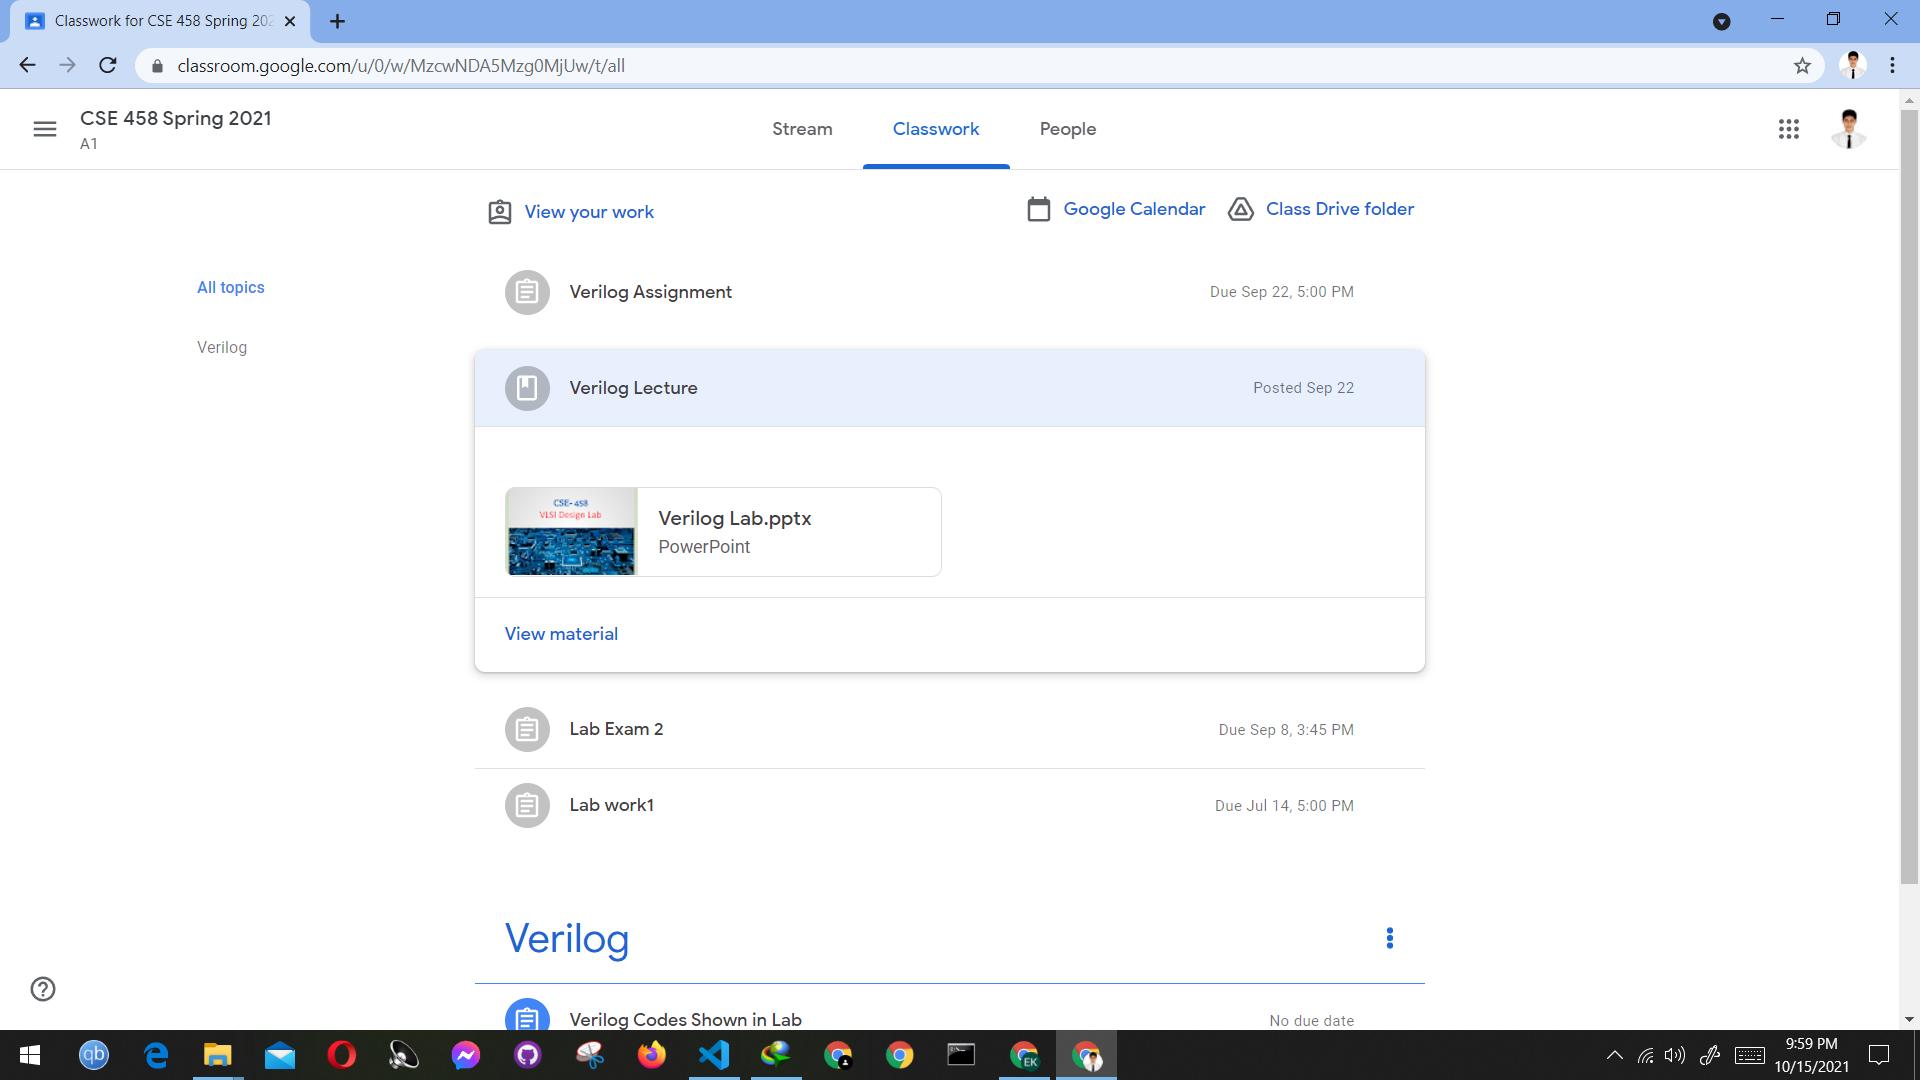 Classwork for CSE 458 Spring 202
classroom.google.com/u/0/w/MzcwNDA5Mzg0MjUw/t/all
CSE 458 Spring 2021
A1
Stream
Classwork
People
View your work
Google Calendar
Class Drive folder
All topics
Verilog
Verilog Assignment
Due Sep 22, 5:00 PM
Verilog Lecture
Posted Sep 22
CSE- 458
VLSI Design Lab
Verilog Lab.pptx
PowerPoint
View material
Lab Exam 2
Due Sep 8, 3:45 PM
Lab work1
Due Jul 14, 5:00 PM
Verilog
Verilog Codes Shown in Lab
No due date
qb
EK
9:59 PM
10/15/2021